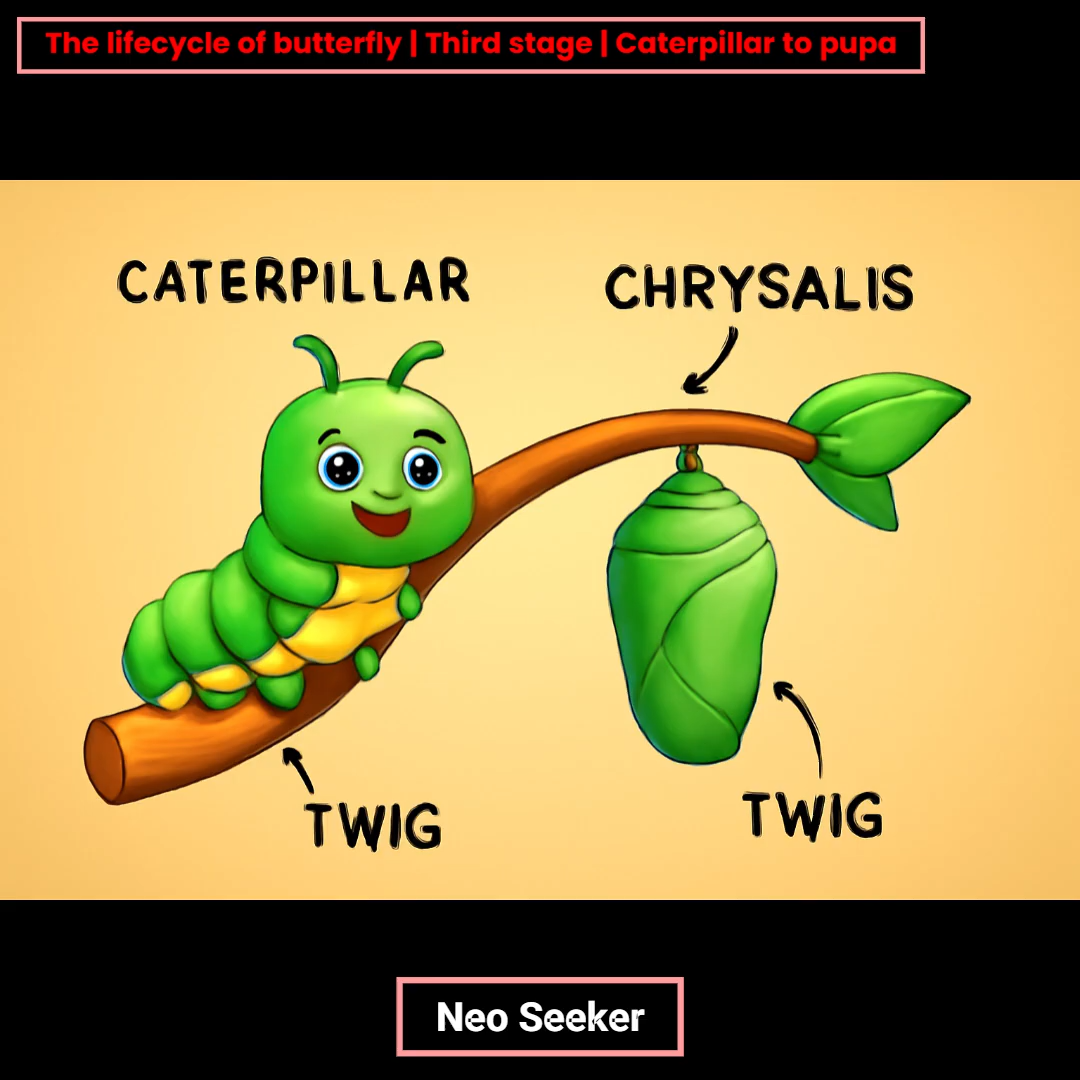 The lifecycle of butterfly | Third stage | Caterpillar to pupa
CATERPILLAR
CHRYSALIS
TWIG
TWIG
Neo Seeker